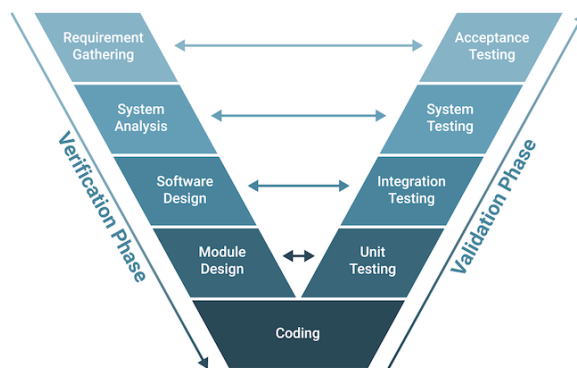 Requirement
Gathering
Acceptance
Testing
System
Analysis
System
Testing
Software
Design
Integration
Testing
Module
Design
Unit
Testing
Coding
Verification Phase
Validation Phase